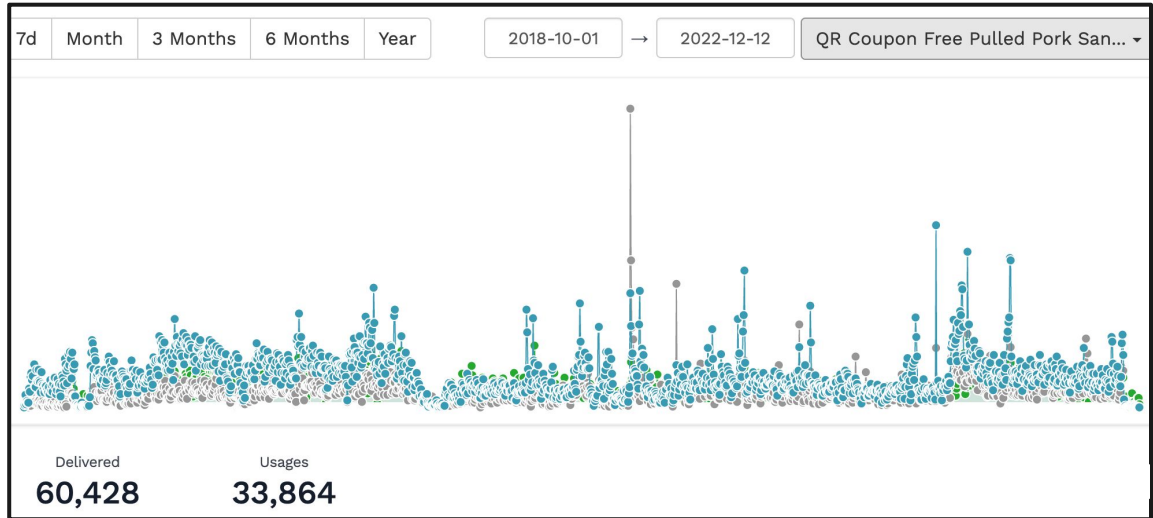 7d Month 3 Months 6 Months Year 2018-10-01 → 2022-12-12 QR Coupon Free Pulled Pork San...
Delivered Usages
60,428 33,864